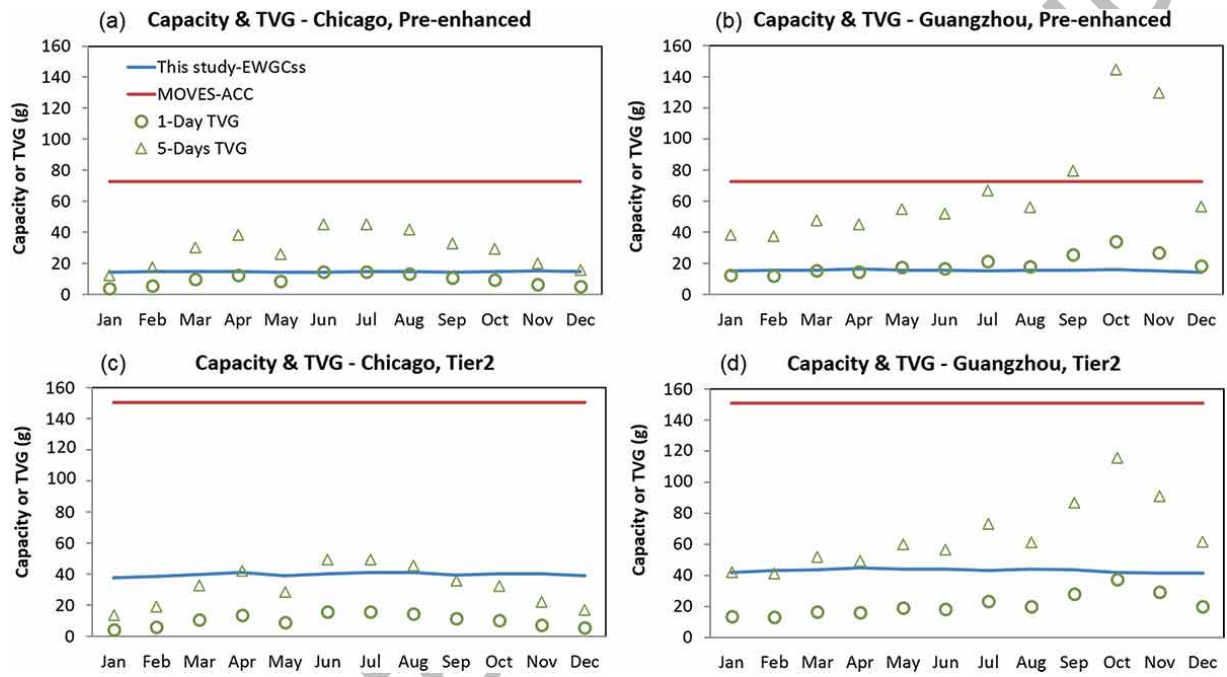 (a) Capacity & TVG - Chicago, Pre-enhanced
Capacity or TVG (g)
160
140
120
100
80
60
40
20
0
This study-EWGCss
MOVES-ACC
1-Day TVG
5-Days TVG
Jan Feb Mar Apr May Jun Jul Aug Sep Oct Nov Dec
(b) Capacity & TVG - Guangzhou, Pre-enhanced
Capacity or TVG (g)
160
140
120
100
80
60
40
20
0
Jan Feb Mar Apr May Jun Jul Aug Sep Oct Nov Dec
(c) Capacity & TVG - Chicago, Tier2
Capacity or TVG (g)
160
140
120
100
80
60
40
20
0
Jan Feb Mar Apr May Jun Jul Aug Sep Oct Nov Dec
(d) Capacity & TVG - Guangzhou, Tier2
Capacity or TVG (g)
160
140
120
100
80
60
40
20
0
Jan Feb Mar Apr May Jun Jul Aug Sep Oct Nov Dec